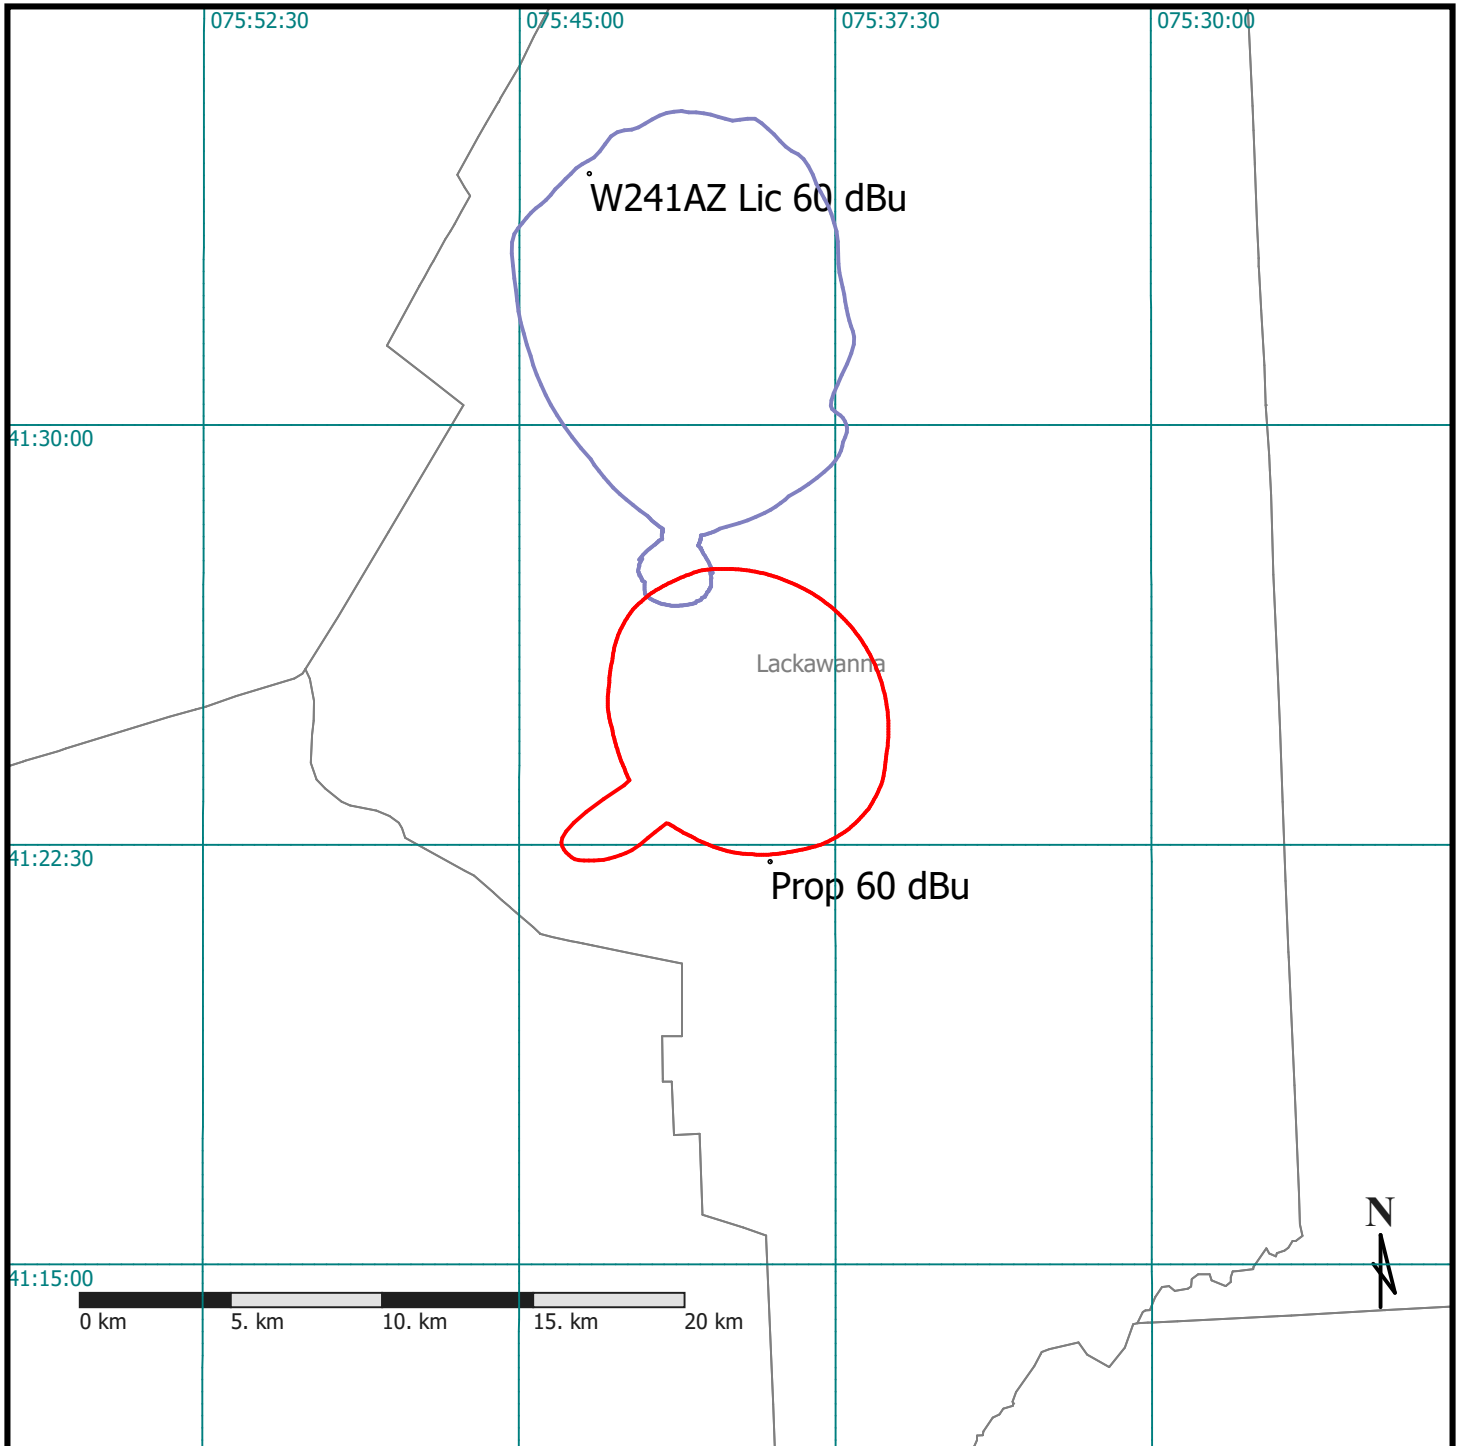 075:52:30
075:45:00
075:37:30
075:30:00
W241AZ Lic 60 dBu
41:30:00
Lackawanna
41:22:30
Prop 60 dBu
N
41:15:00
0 km
5. km
10. km
15. km
20 km